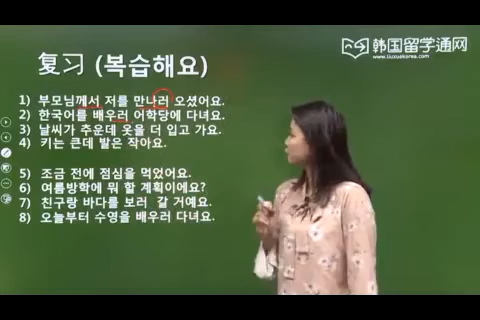 韩国留学通网
www.liuxuekorea.com
复习 (복습해요)
1) 부모님께서 저를 만나러 오셨어요.
2) 한국어를 배우러 어학당에 다녀요.
3) 날씨가 추운데 옷을 더 입고 가요.
4) 키는 큰데 발은 작아요.
5) 조금 전에 점심을 먹었어요.
6) 여름방학에 뭐 할 계획이에요?
7) 친구랑 바다를 보러 갈 거예요.
8) 오늘부터 수영을 배우러 다녀요.